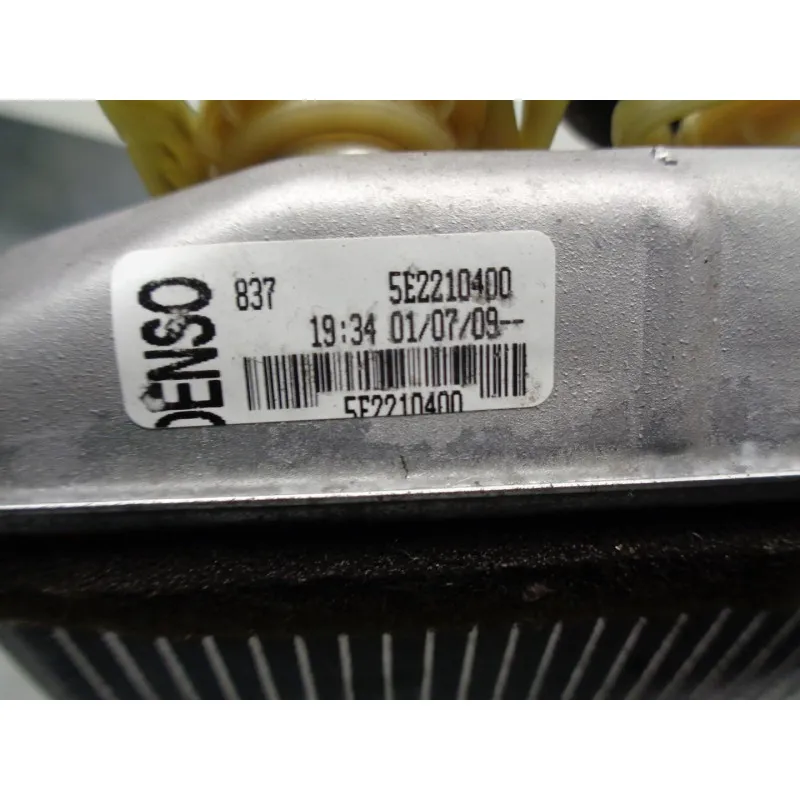 DENSO
837 5E2210400
19:34 01/07/09--
5E2210400